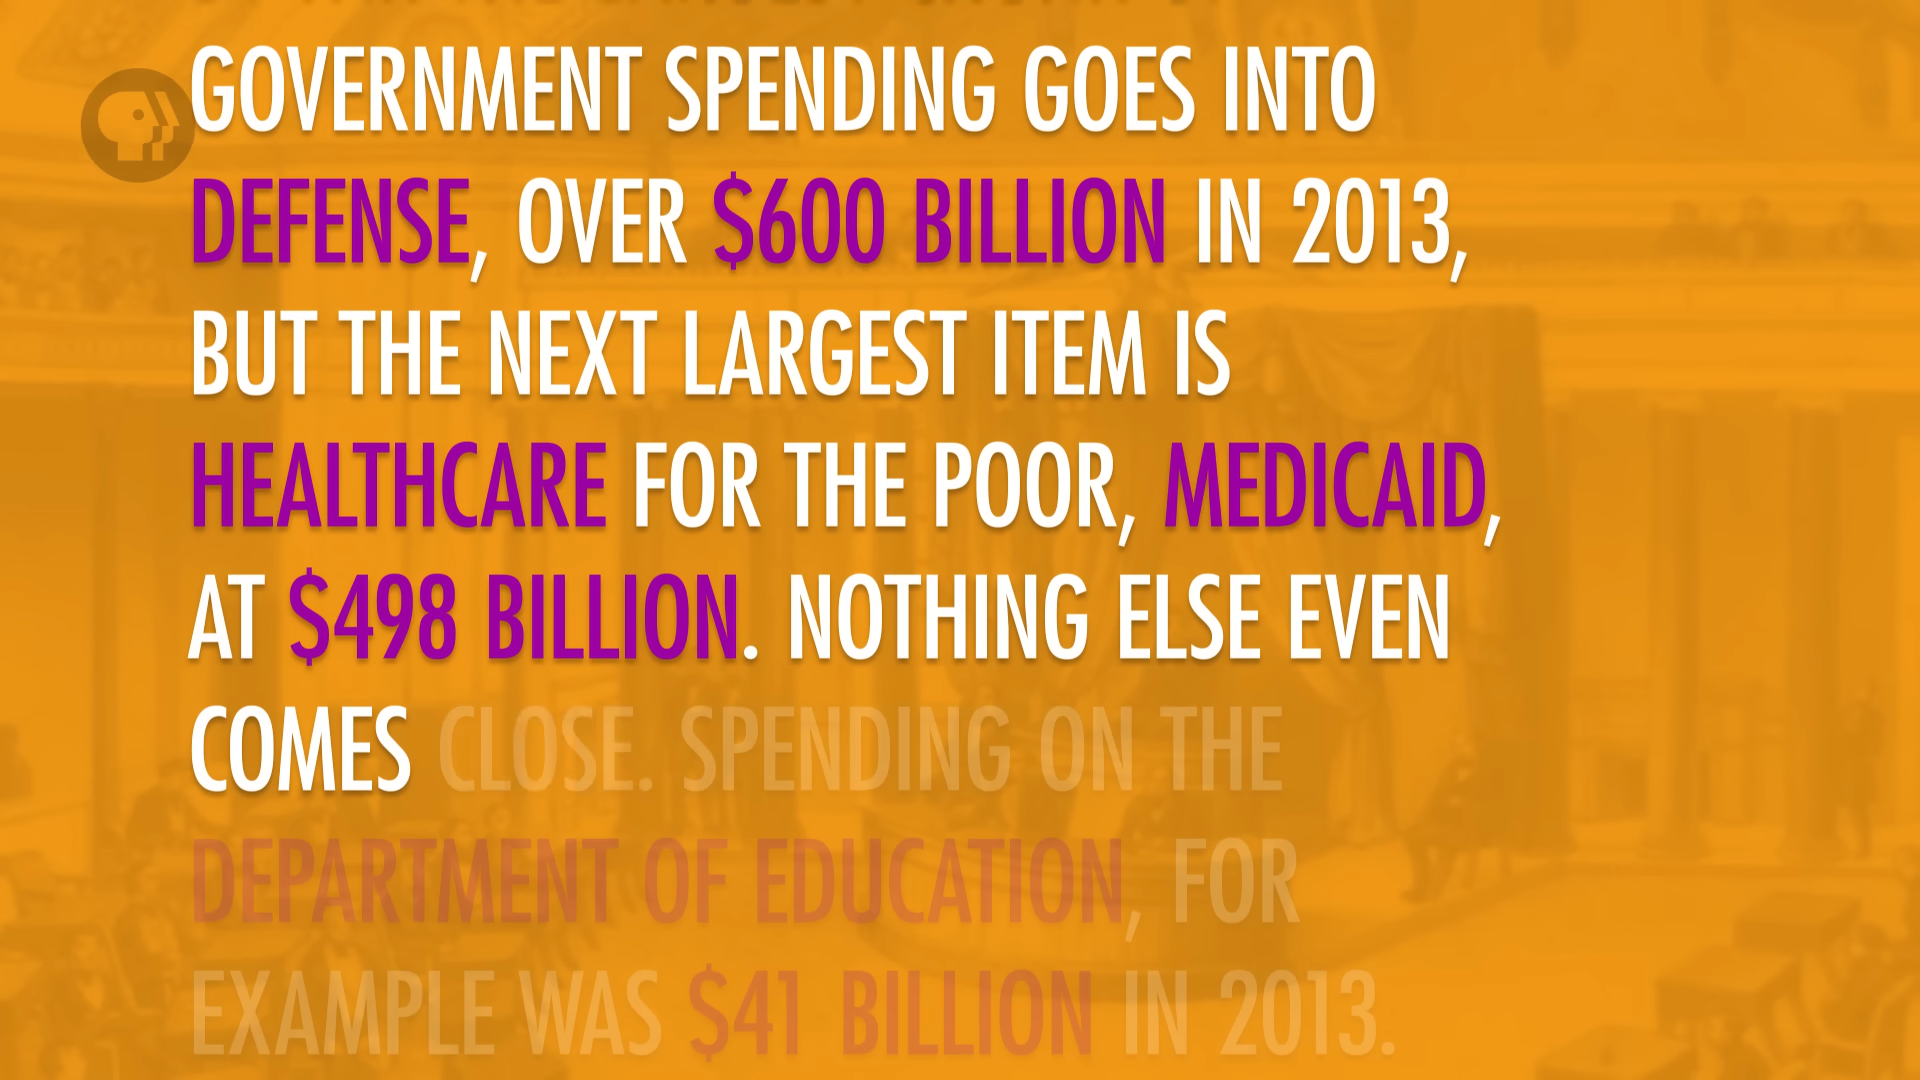 GOVERNMENT SPENDING GOES INTO
DEFENSE, OVER $600 BILLION IN 2013,
BUT THE NEXT LARGEST ITEM IS
HEALTHCARE FOR THE POOR, MEDICAID,
AT $498 BILLION. NOTHING ELSE EVEN
COMES CLOSE. SPENDING ON THE
DEPARTMENT OF EDUCATION, FOR
EXAMPLE WAS $41 BILLION IN 2013.